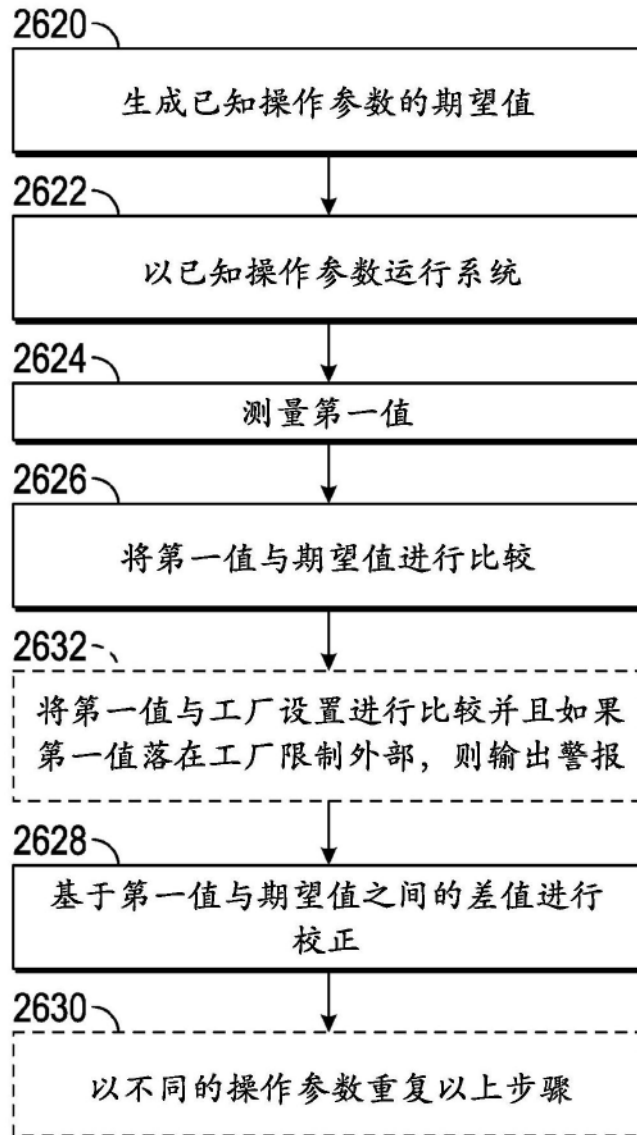 2620
生成已知操作参数的期望值
2622
以已知操作参数运行系统
2624
测量第一值
2626
将第一值与期望值进行比较
2632
将第一值与工厂设置进行比较并且如果
第一值落在工厂限制外部，则输出警报
2628
基于第一值与期望值之间的差值进行
校正
2630
以不同的操作参数重复以上步骤